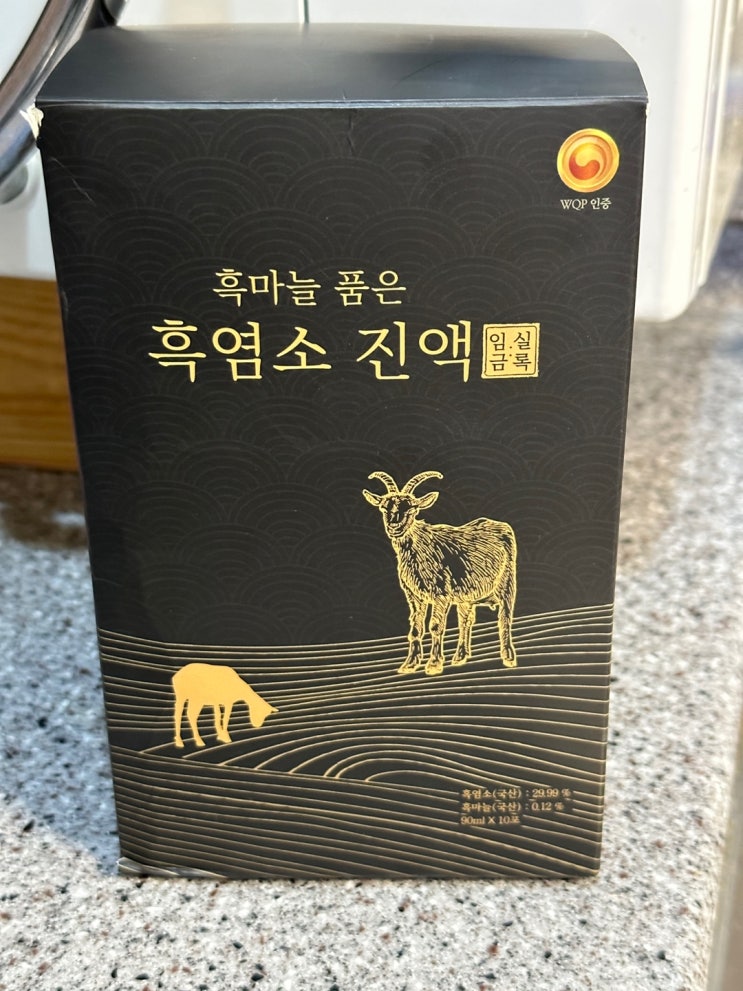 WQP 인증
흑마늘 품은
흑염소 진액
임.실
금록
흑염소(국산) : 29.99 %
흑마늘(국산) : 0.12 %
90ml X 10포